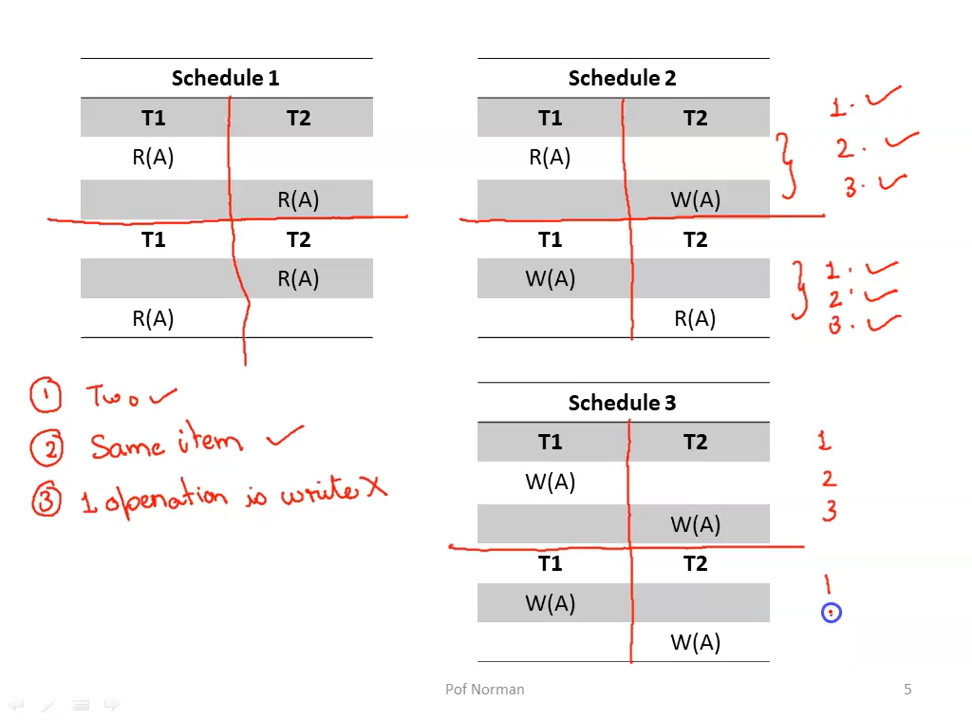 Schedule 1
T1 T2
R(A)
R(A)
T1 T2
R(A)
R(A)
1 Two ✓
2 Same item ✓
3 1 operation is write X
Schedule 2
T1 T2
R(A)
W(A)
T1 T2
W(A)
R(A)
1. ✓
2. ✓
3. ✓
1. ✓
2. ✓
3. ✓
Schedule 3
T1 T2
W(A)
W(A)
T1 T2
W(A)
W(A)
1
2
3
1
Pof Norman
5